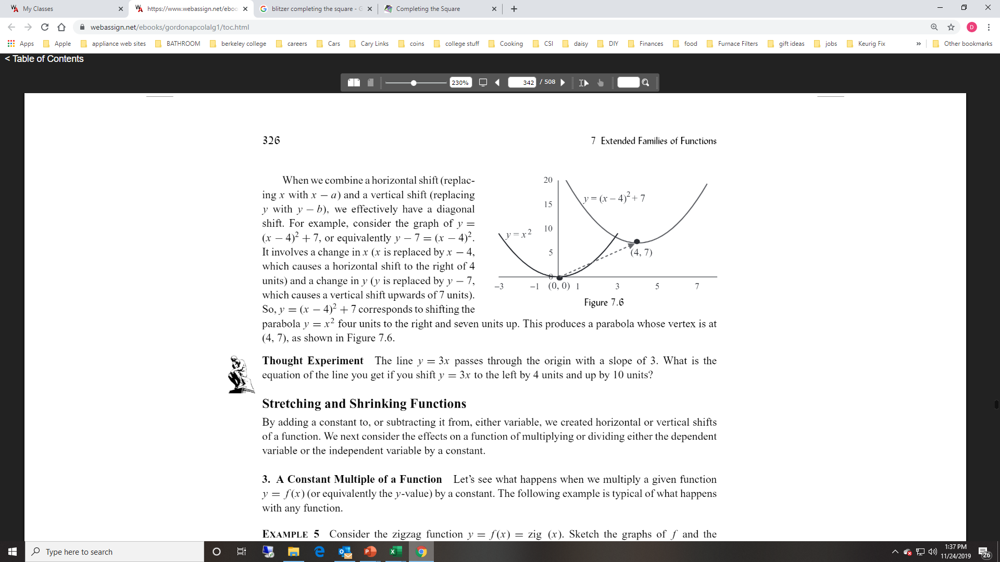 My Classes
https://www.webassign.net/eboo
blitzer completing the square - G
Completing the Square
webassign.net/ebooks/gordonapcolalg1/toc.html
D
Apps Apple appliance web sites BATHROOM berkeley college careers Cars Cary Links coins college stuff Cooking CSI daisy DIY Finances food Furnace Filters gift ideas jobs Keurig Fix » Other bookmarks
< Table of Contents
230% 342 / 508
326 7 Extended Families of Functions
When we combine a horizontal shift (replac-
ing x with x − a) and a vertical shift (replacing
y with y − b), we effectively have a diagonal
shift. For example, consider the graph of y =
(x − 4)² + 7, or equivalently y − 7 = (x − 4)².
It involves a change in x (x is replaced by x − 4,
which causes a horizontal shift to the right of 4
units) and a change in y (y is replaced by y − 7,
which causes a vertical shift upwards of 7 units).
So, y = (x − 4)² + 7 corresponds to shifting the
20
y = (x – 4)² + 7
15
10
y = x²
5
(4, 7)
0
–3 –1 (0, 0) 1 3 5 7
Figure 7.6
parabola y = x² four units to the right and seven units up. This produces a parabola whose vertex is at
(4, 7), as shown in Figure 7.6.
Thought Experiment The line y = 3x passes through the origin with a slope of 3. What is the
equation of the line you get if you shift y = 3x to the left by 4 units and up by 10 units?
Stretching and Shrinking Functions
By adding a constant to, or subtracting it from, either variable, we created horizontal or vertical shifts
of a function. We next consider the effects on a function of multiplying or dividing either the dependent
variable or the independent variable by a constant.
3. A Constant Multiple of a Function Let's see what happens when we multiply a given function
y = f(x) (or equivalently the y-value) by a constant. The following example is typical of what happens
with any function.
EXAMPLE 5 Consider the zigzag function y = f(x) = zig (x). Sketch the graphs of f and the
Type here to search
1:37 PM
11/24/2019
26